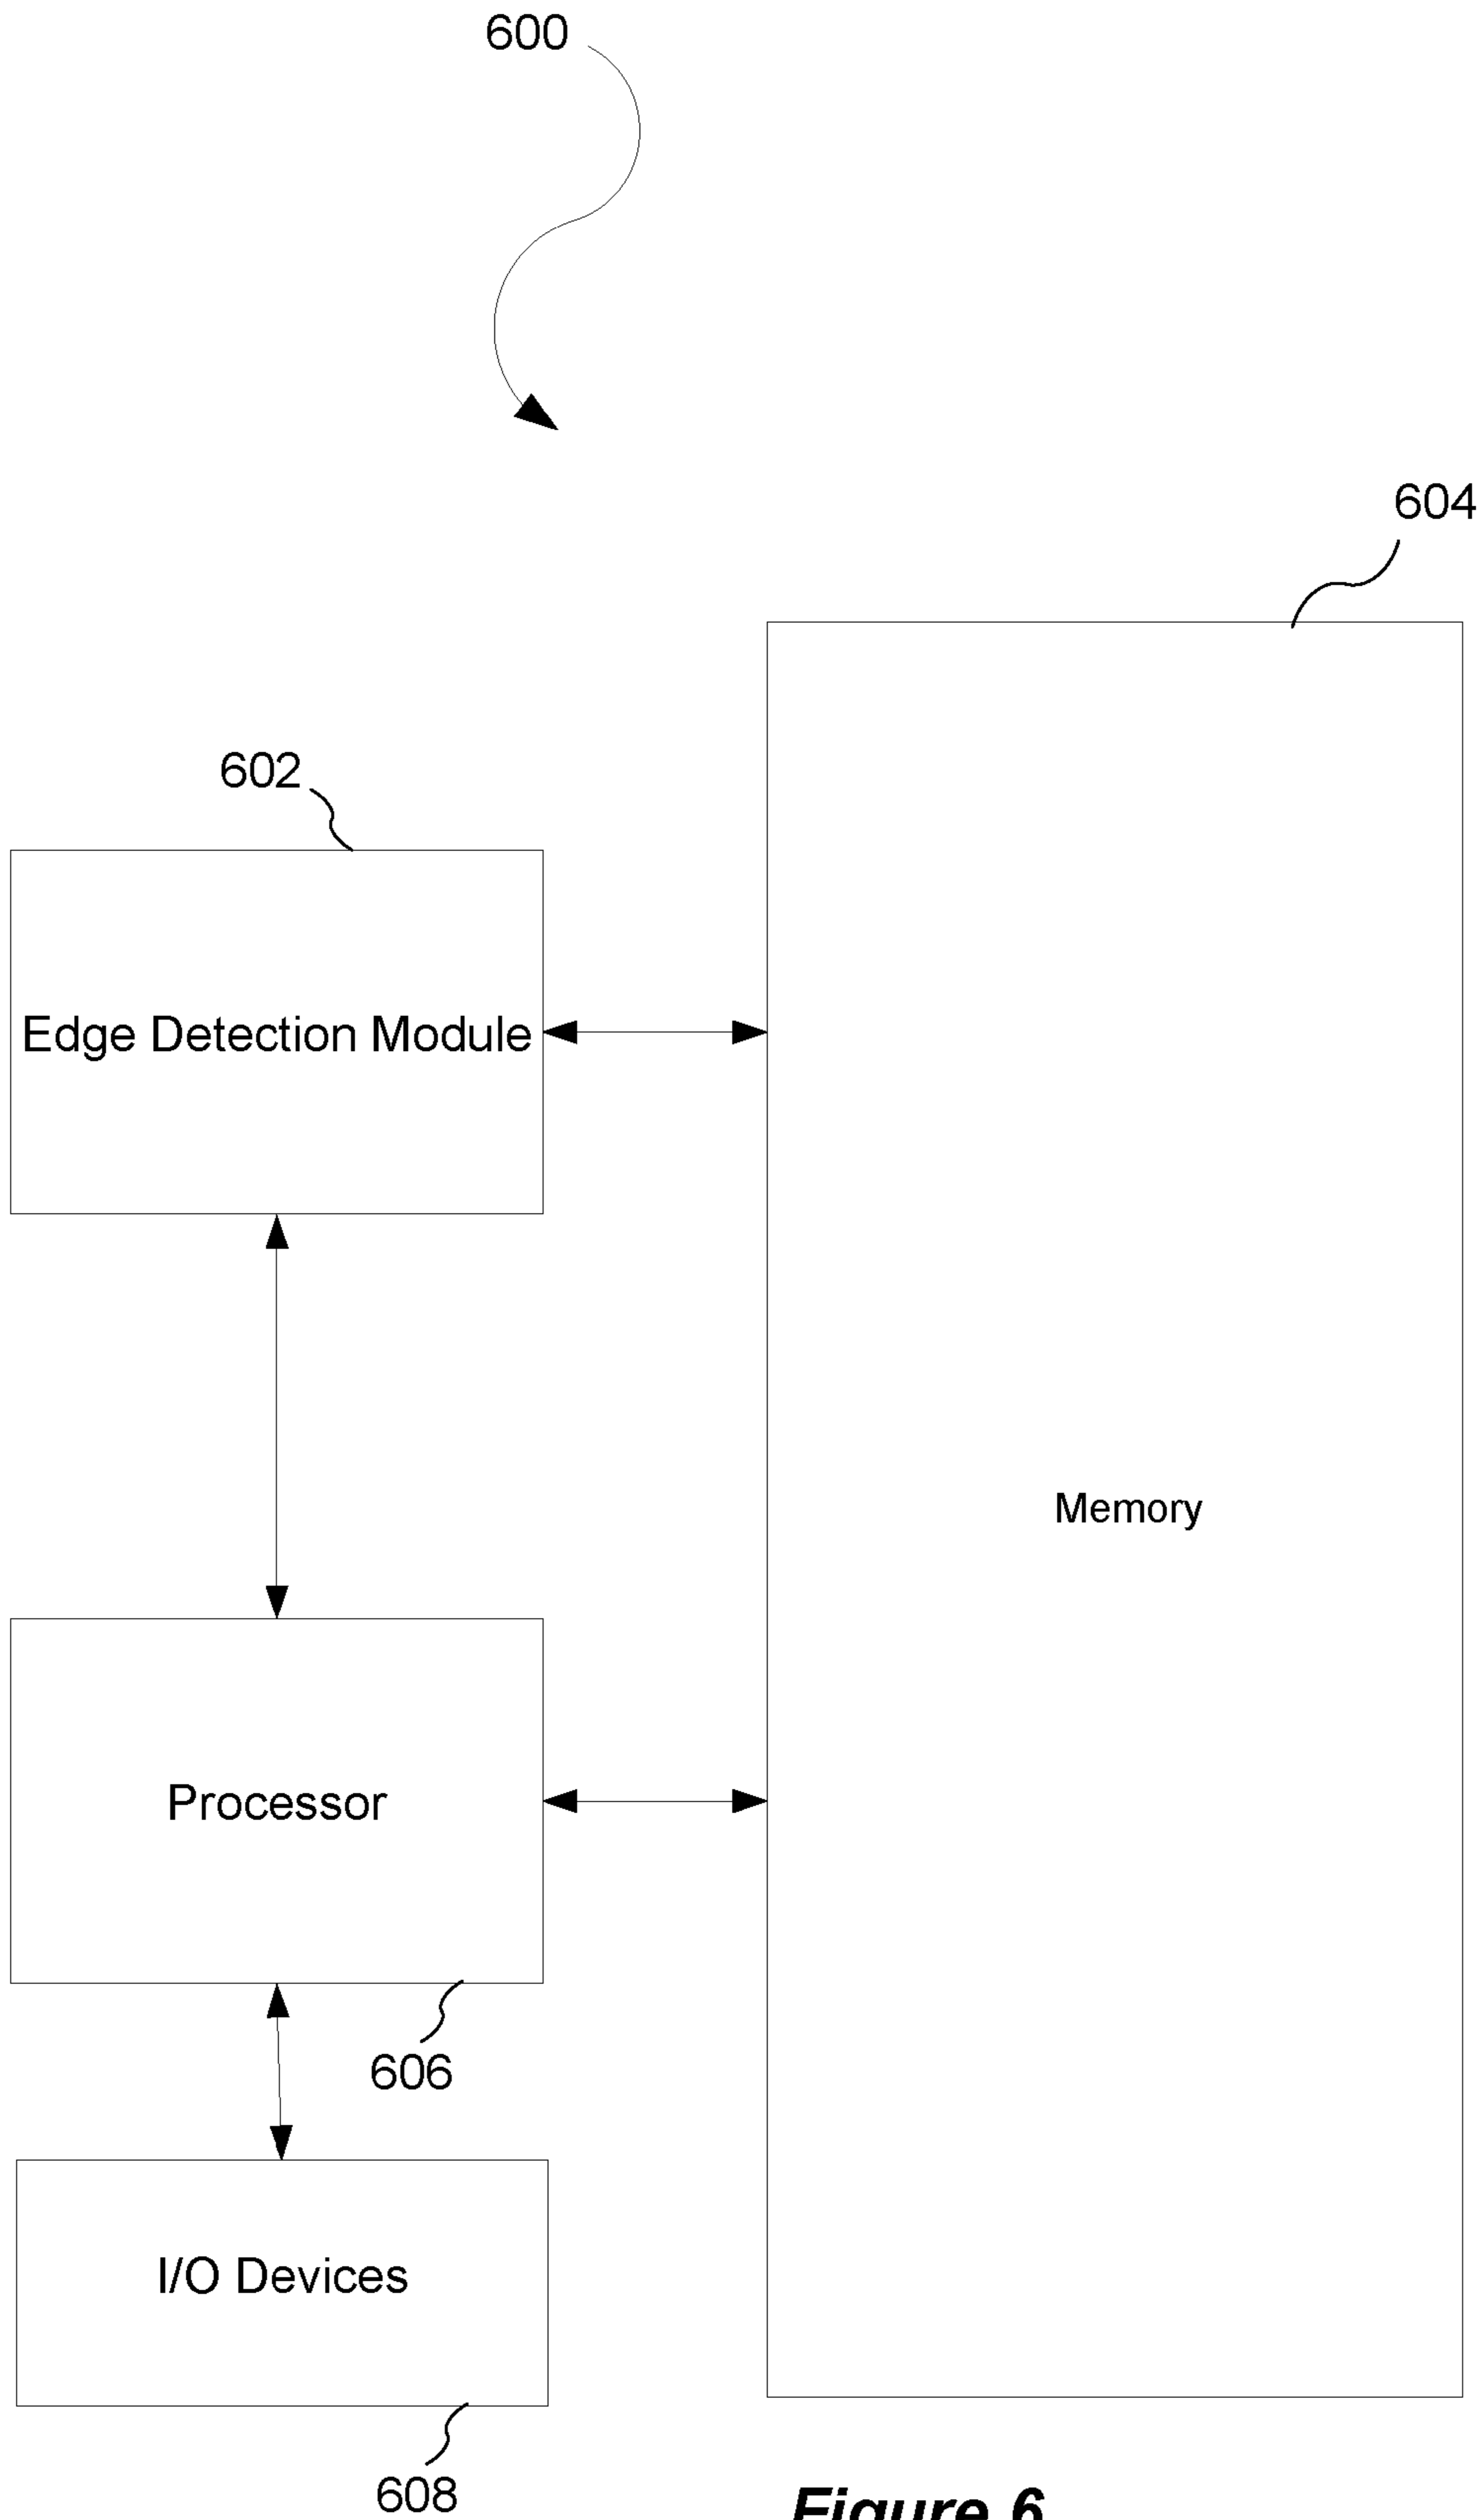 600
604
602
Edge Detection Module
Memory
Processor
606
I/O Devices
608
Figure 6